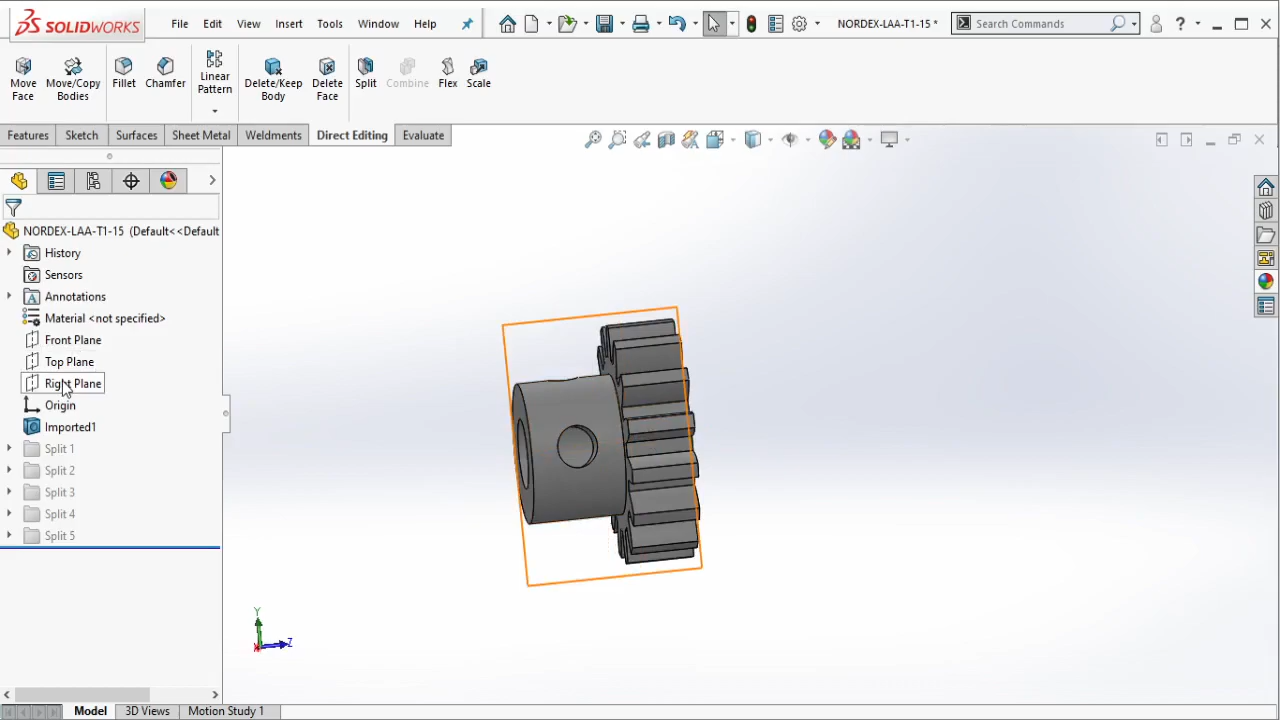 SOLIDWORKS File Edit View Insert Tools Window Help NORDEX-LAA-T1-15 * Search Commands ?
Move Face Move/Copy Bodies Fillet Chamfer Linear Pattern Delete/Keep Body Delete Face Split Combine Flex Scale
Features Sketch Surfaces Sheet Metal Weldments Direct Editing Evaluate
NORDEX-LAA-T1-15 (Default<<Default
History
Sensors
Annotations
Material <not specified>
Front Plane
Top Plane
Right Plane
Origin
Imported1
Split 1
Split 2
Split 3
Split 4
Split 5
Y
Z
Model 3D Views Motion Study 1